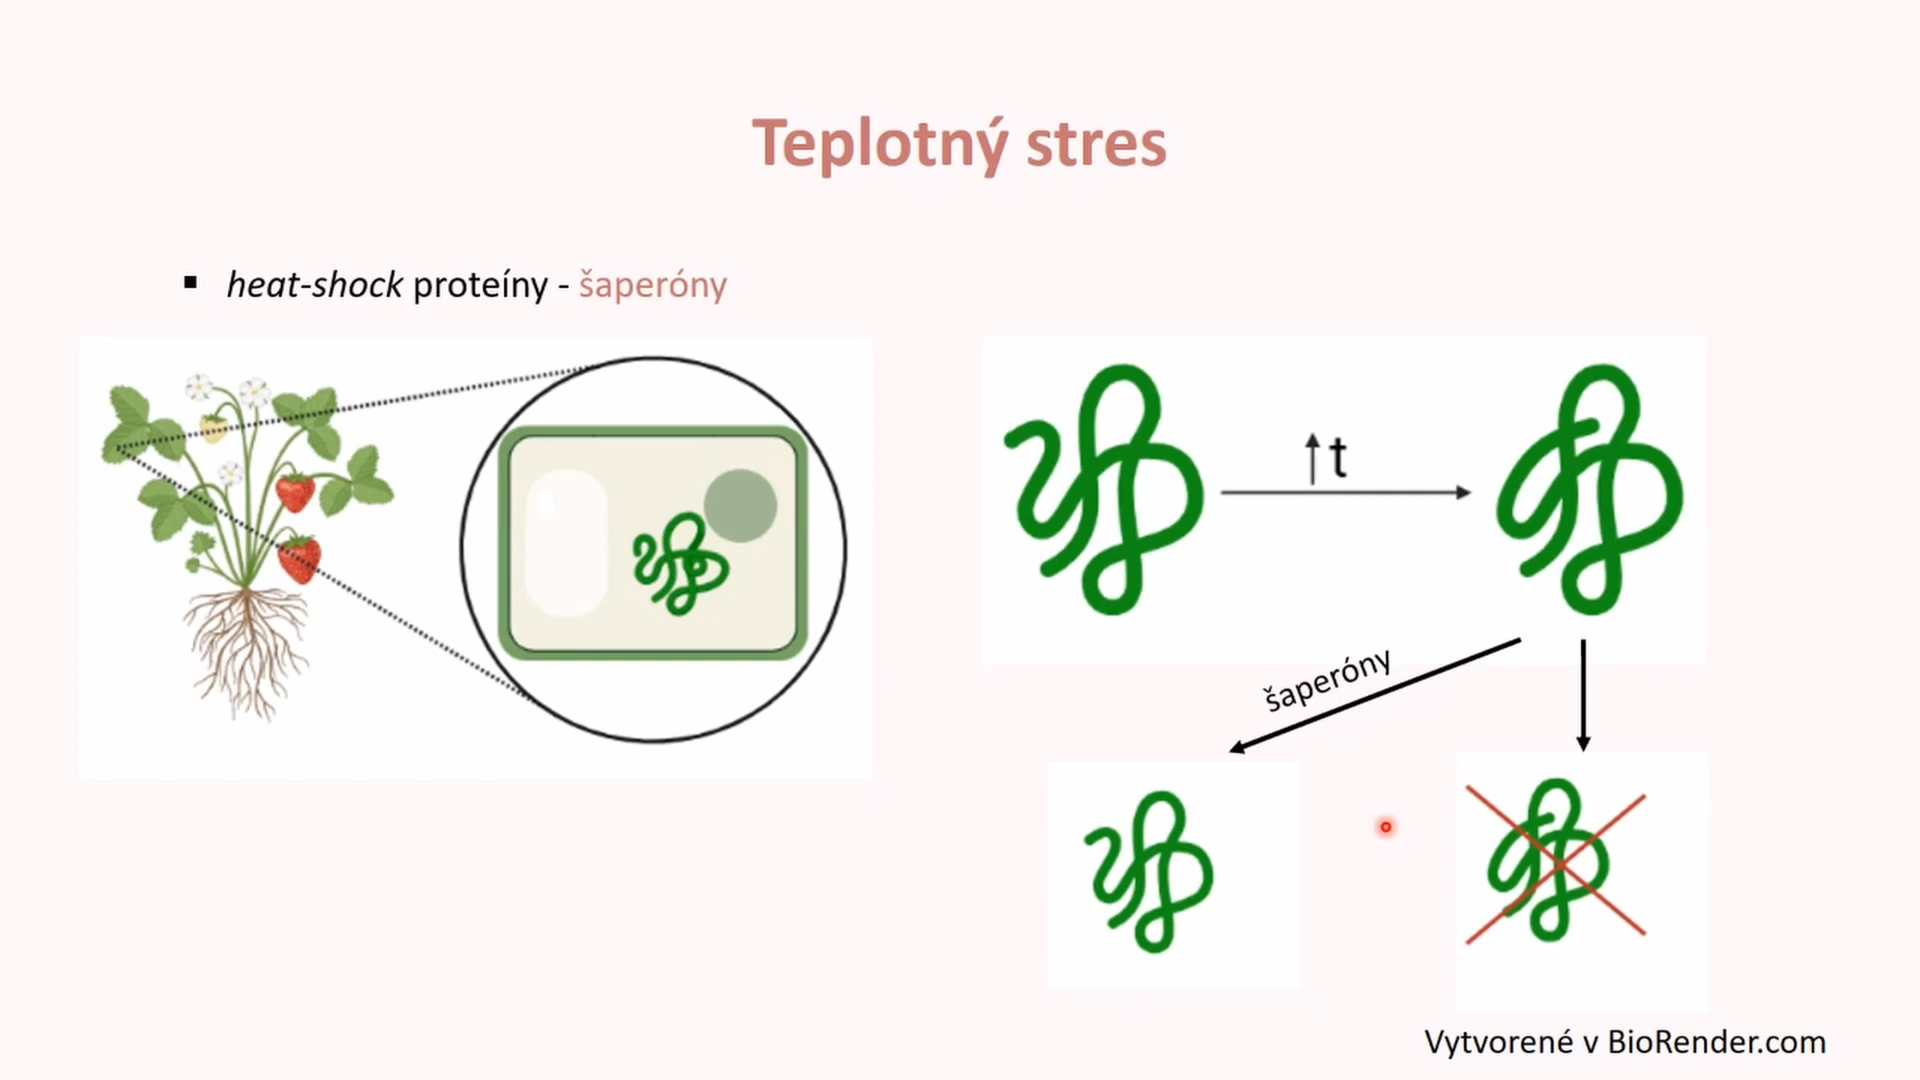 Teplotný stres
▪ heat-shock proteíny - šaperóny
↑t
šaperóny
Vytvorené v BioRender.com